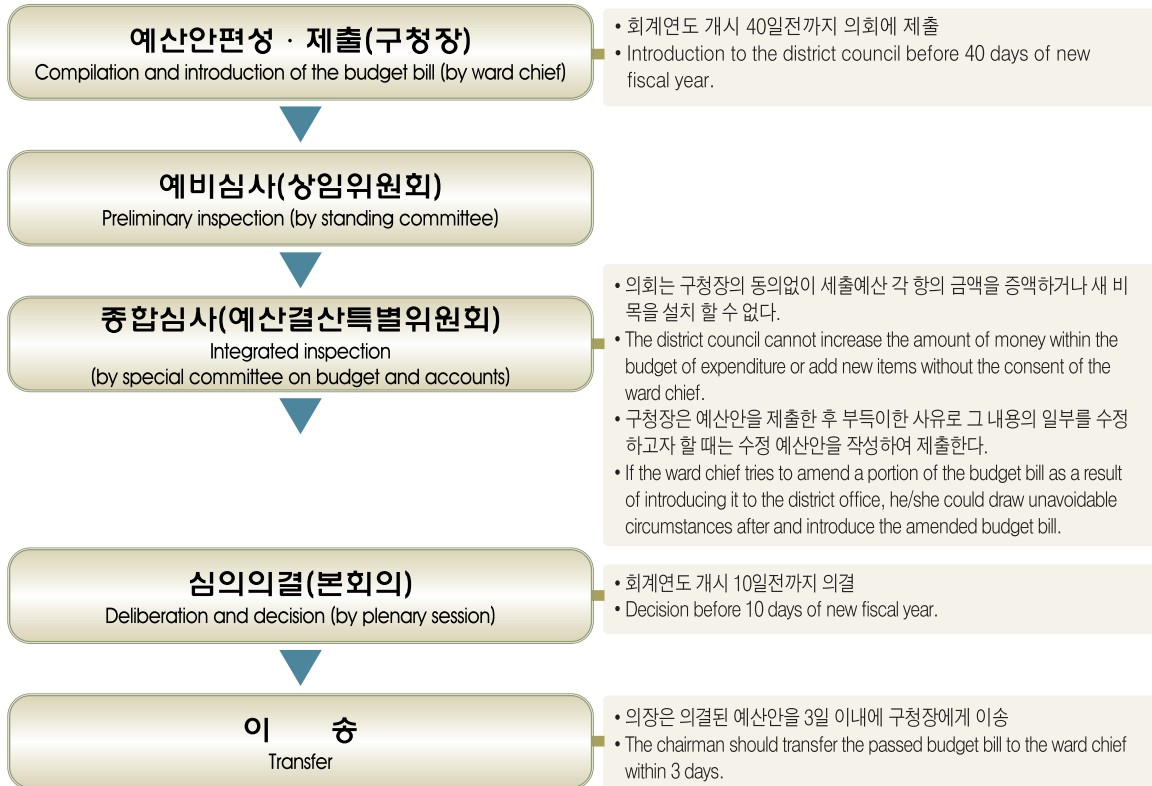 예산안편성 · 제출(구청장)
Compilation and introduction of the budget bill (by ward chief)
• 회계연도 개시 40일전까지 의회에 제출
• Introduction to the district council before 40 days of new
fiscal year.
예비심사(상임위원회)
Preliminary inspection (by standing committee)
종합심사(예산결산특별위원회)
Integrated inspection
(by special committee on budget and accounts)
• 의회는 구청장의 동의없이 세출예산 각 항의 금액을 증액하거나 새 비
목을 설치 할 수 없다.
• The district council cannot increase the amount of money within the
budget of expenditure or add new items without the consent of the
ward chief.
• 구청장은 예산안을 제출한 후 부득이한 사유로 그 내용의 일부를 수정
하고자 할 때는 수정 예산안을 작성하여 제출한다.
• If the ward chief tries to amend a portion of the budget bill as a result
of introducing it to the district office, he/she could draw unavoidable
circumstances after and introduce the amended budget bill.
심의의결(본회의)
Deliberation and decision (by plenary session)
• 회계연도 개시 10일전까지 의결
• Decision before 10 days of new fiscal year.
이 송
Transfer
• 의장은 의결된 예산안을 3일 이내에 구청장에게 이송
• The chairman should transfer the passed budget bill to the ward chief
within 3 days.